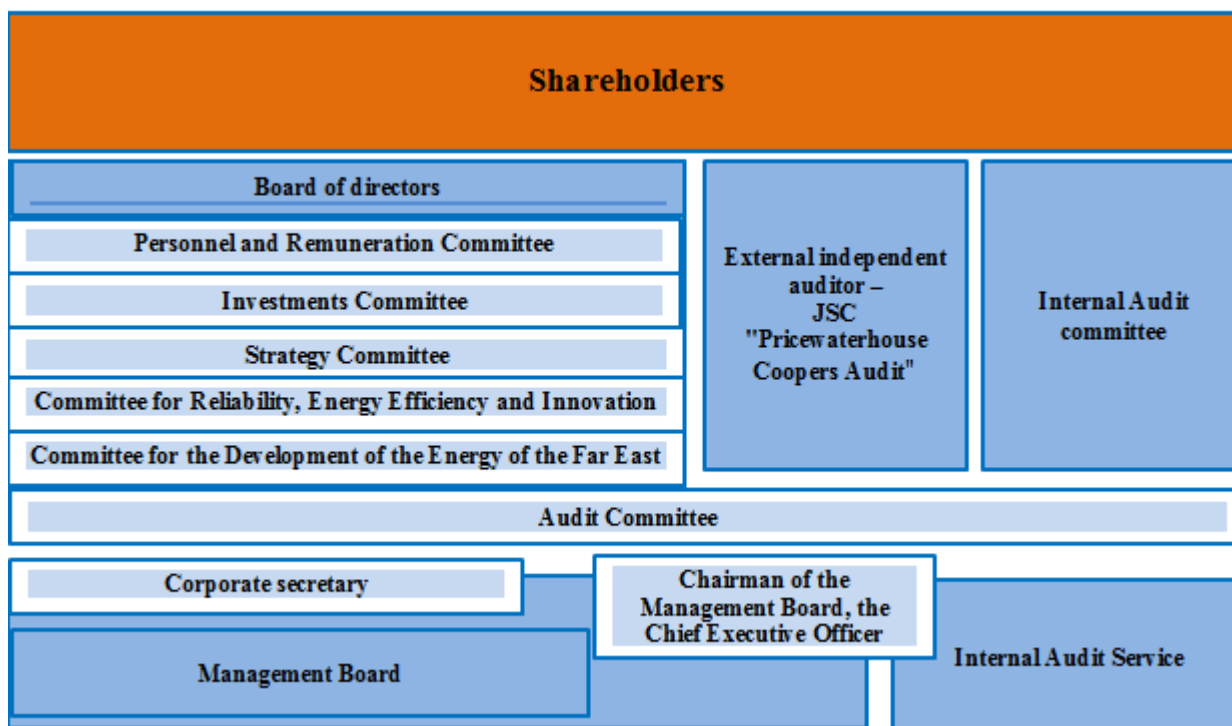 Shareholders
Board of directors
Personnel and Remuneration Committee
Investments Committee
Strategy Committee
Committee for Reliability, Energy Efficiency and Innovation
Committee for the Development of the Energy of the Far East
External independent
auditor –
JSC
"Pricewaterhouse
Coopers Audit"
Internal Audit
committee
Audit Committee
Corporate secretary
Chairman of the
Management Board, the
Chief Executive Officer
Management Board
Internal Audit Service